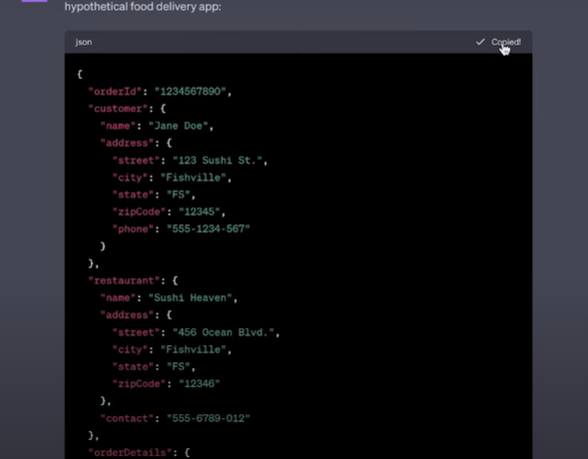 hypothetical food delivery app:
json
Copied!
{
"orderId": "1234567890",
"customer": {
"name": "Jane Doe",
"address": {
"street": "123 Sushi St.",
"city": "Fishville",
"state": "FS",
"zipCode": "12345",
"phone": "555-1234-567"
}
},
"restaurant": {
"name": "Sushi Heaven",
"address": {
"street": "456 Ocean Blvd.",
"city": "Fishville",
"state": "FS",
"zipCode": "12346"
},
"contact": "555-6789-012"
},
"orderDetails": {